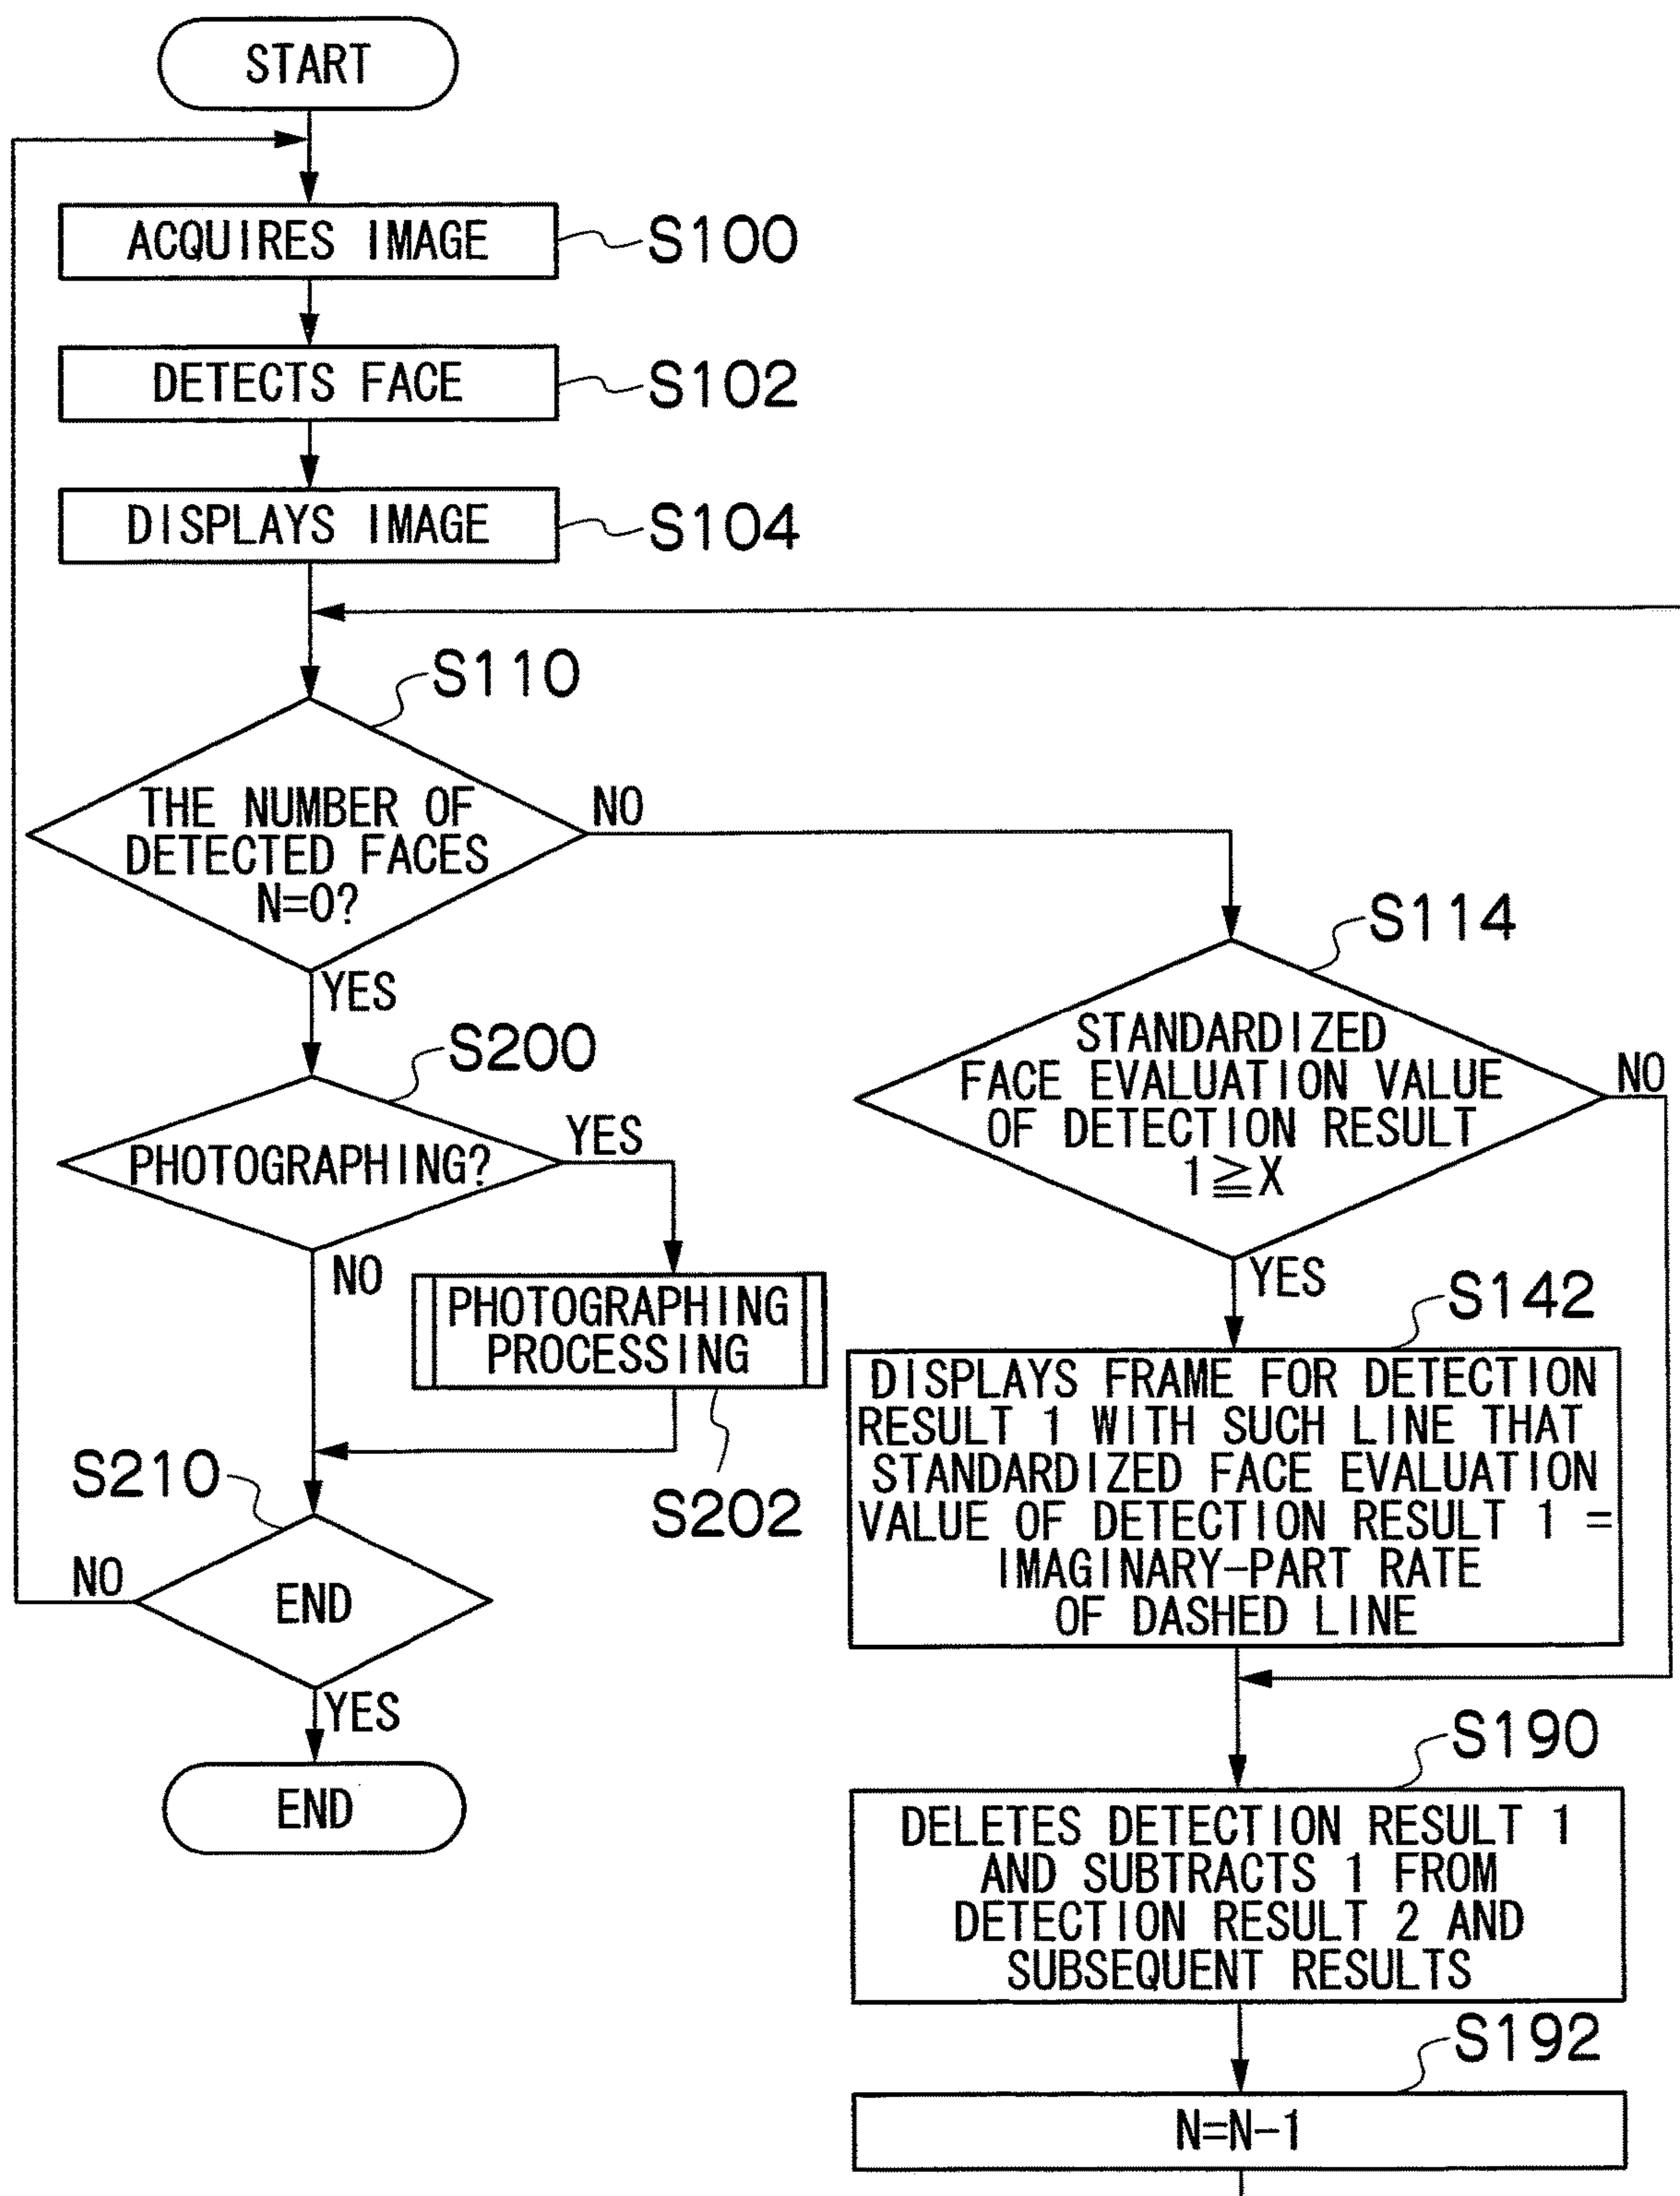 START
ACQUIRES IMAGE
S100
DETECTS FACE
S102
DISPLAYS IMAGE
S104
S110
THE NUMBER OF
DETECTED FACES
N=0?
NO
YES
S200
PHOTOGRAPHING?
YES
NO
PHOTOGRAPHING
PROCESSING
S202
S210
END
NO
YES
END
S114
STANDARDIZED
FACE EVALUATION VALUE
OF DETECTION RESULT
1≧X
NO
YES
S142
DISPLAYS FRAME FOR DETECTION
RESULT 1 WITH SUCH LINE THAT
STANDARDIZED FACE EVALUATION
VALUE OF DETECTION RESULT 1 =
IMAGINARY-PART RATE
OF DASHED LINE
S190
DELETES DETECTION RESULT 1
AND SUBTRACTS 1 FROM
DETECTION RESULT 2 AND
SUBSEQUENT RESULTS
S192
N=N-1